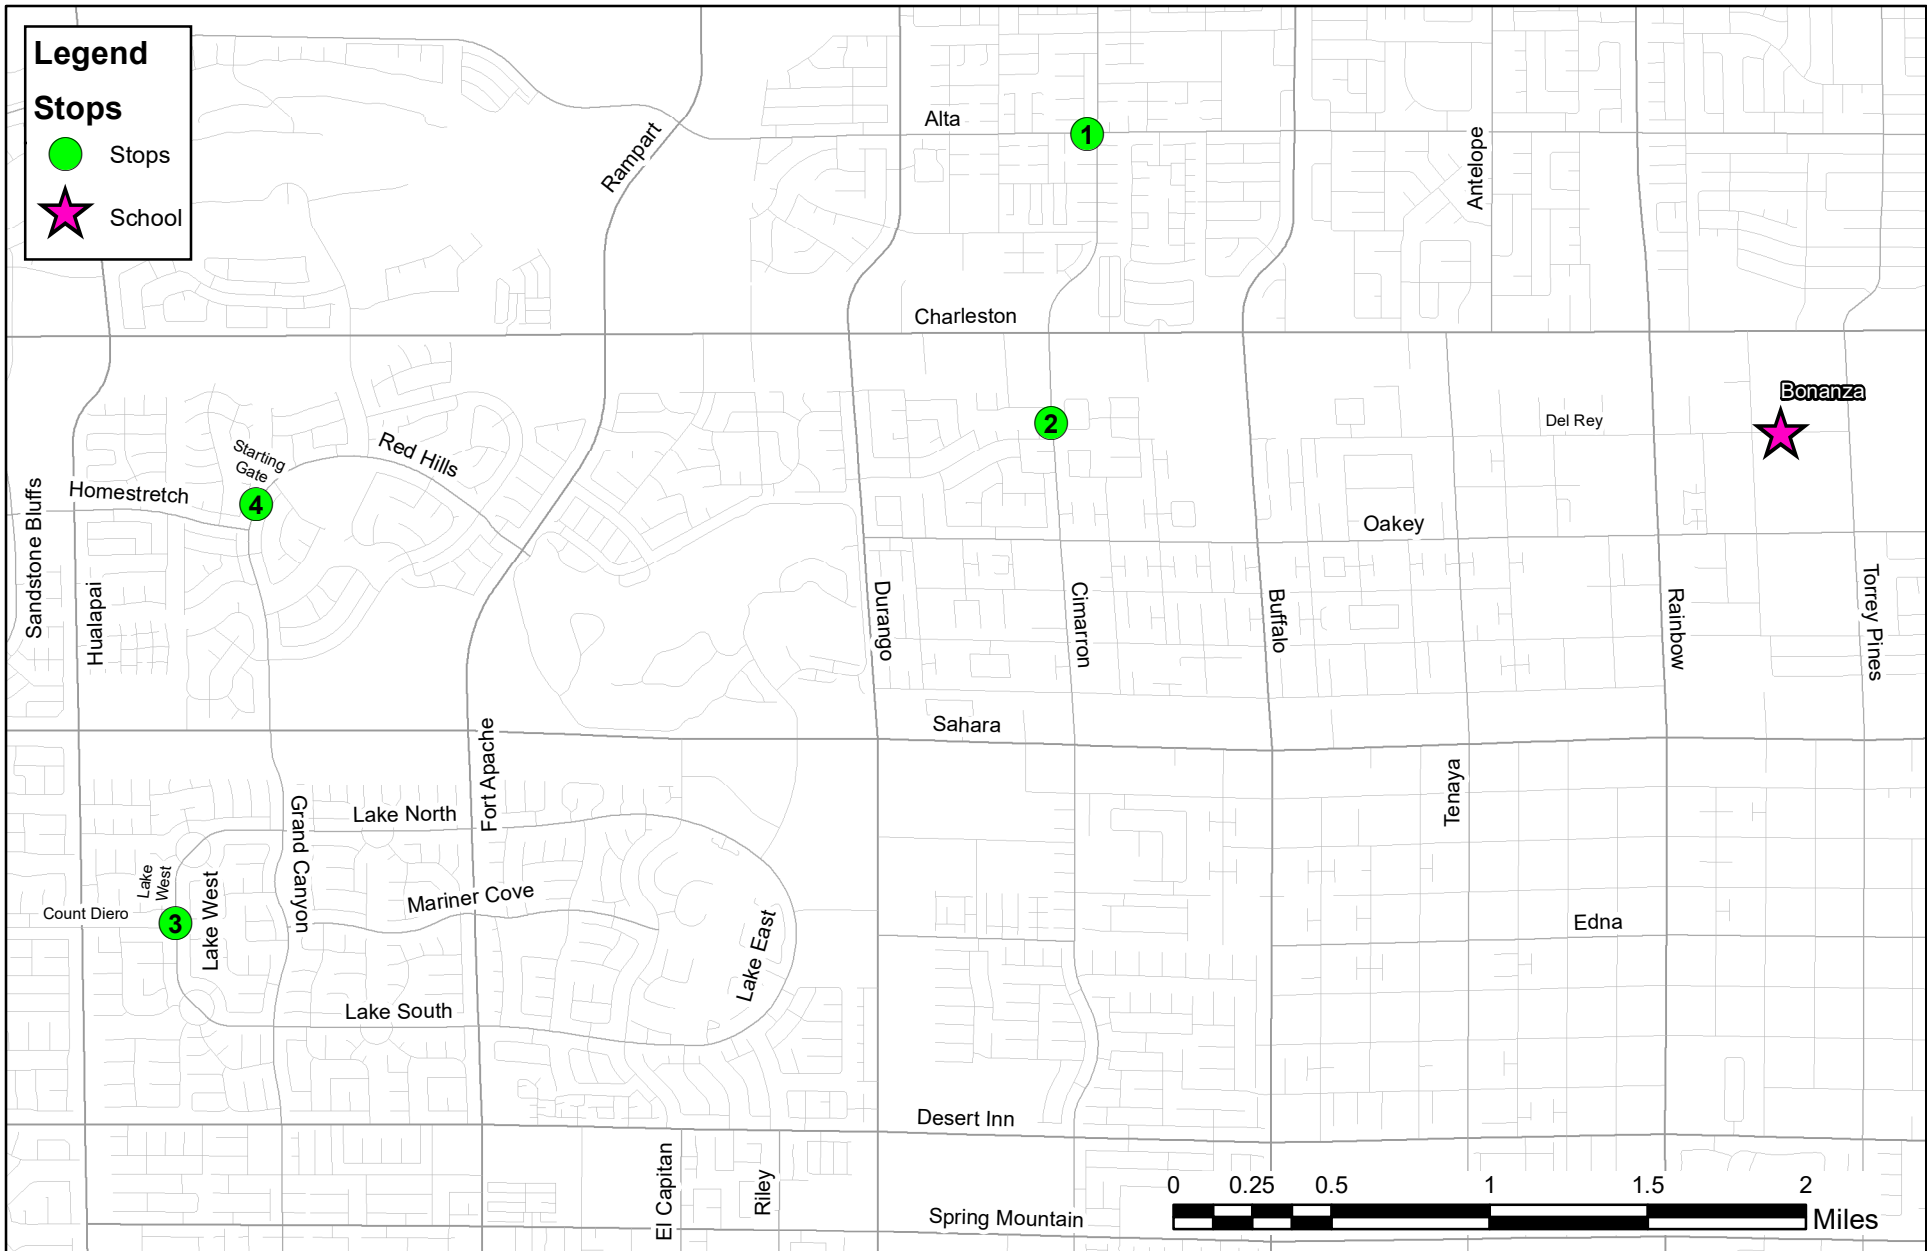 Legend
Stops
Stops
School
Alta
1
Rampart
Antelope
Charleston
Bonanza
2
Del Rey
Red Hills
Starting
Gate
Homestretch
4
Sandstone Bluffs
Hualapai
Oakey
Durango
Cimarron
Buffalo
Rainbow
Torrey Pines
Sahara
Fort Apache
Tenaya
Grand Canyon
Lake North
Lake
West
Lake West
Mariner Cove
Count Diero
3
Lake East
Edna
Lake South
Desert Inn
El Capitan
Riley
Spring Mountain
0 0.25 0.5 1 1.5 2
Miles